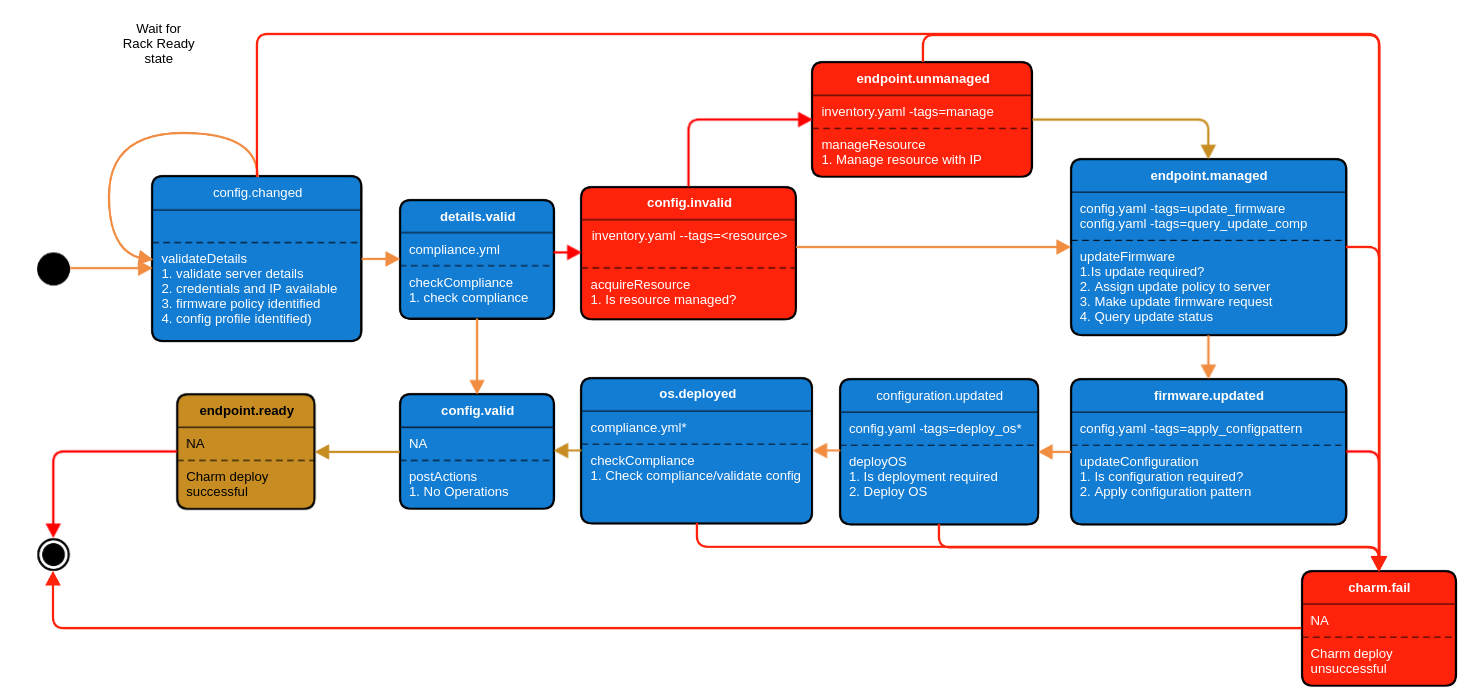 Wait for
Rack Ready
state
config.changed
validateDetails
1. validate server details
2. credentials and IP available
3. firmware policy identified
4. config profile identified)
details.valid
compliance.yml
checkCompliance
1. check compliance
config.invalid
inventory.yaml --tags=<resource>
acquireResource
1. Is resource managed?
endpoint.unmanaged
inventory.yaml -tags=manage
manageResource
1. Manage resource with IP
endpoint.managed
config.yaml -tags=update_firmware
config.yaml -tags=query_update_comp
updateFirmware
1.Is update required?
2. Assign update policy to server
3. Make update firmware request
4. Query update status
endpoint.ready
NA
Charm deploy
successful
config.valid
NA
postActions
1. No Operations
os.deployed
compliance.yml*
checkCompliance
1. Check compliance/validate config
configuration.updated
config.yaml -tags=deploy_os*
deployOS
1. Is deployment required
2. Deploy OS
firmware.updated
config.yaml -tags=apply_configpattern
updateConfiguration
1. Is configuration required?
2. Apply configuration pattern
charm.fail
NA
Charm deploy
unsuccessful